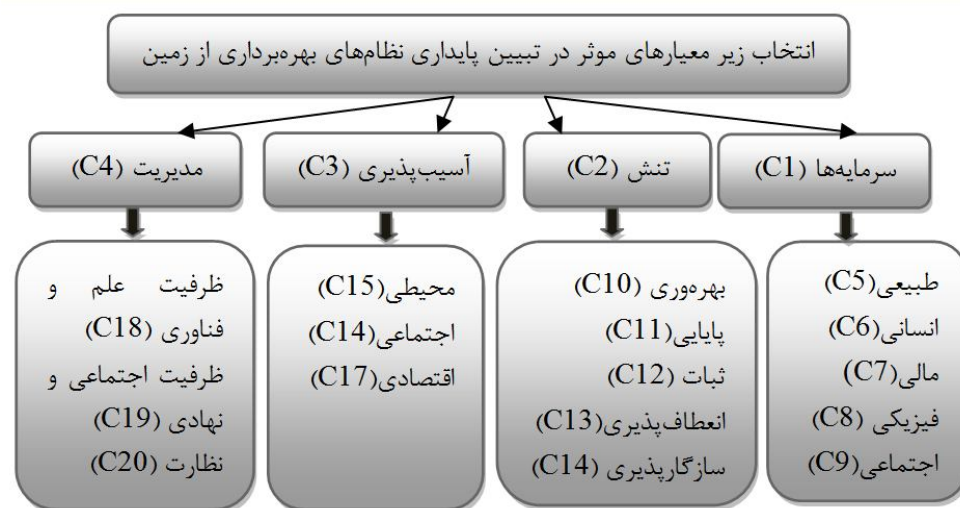 انتخاب زیر معیارهای موثر در تبیین پایداری نظام‌های بهره‌برداری از زمین
سرمایه‌ها (C1)
تنش (C2)
آسیب‌پذیری (C3)
مدیریت (C4)
طبیعی(C5)
انسانی(C6)
مالی(C7)
فیزیکی (C8)
اجتماعی(C9)
بهره‌وری (C10)
پایایی(C11)
ثبات (C12)
انعطاف‌پذیری(C13)
سازگارپذیری (C14)
محیطی(C15)
اجتماعی(C14)
اقتصادی(C17)
ظرفیت علم و
فناوری (C18)
ظرفیت اجتماعی و
نهادی (C19)
نظارت (C20)